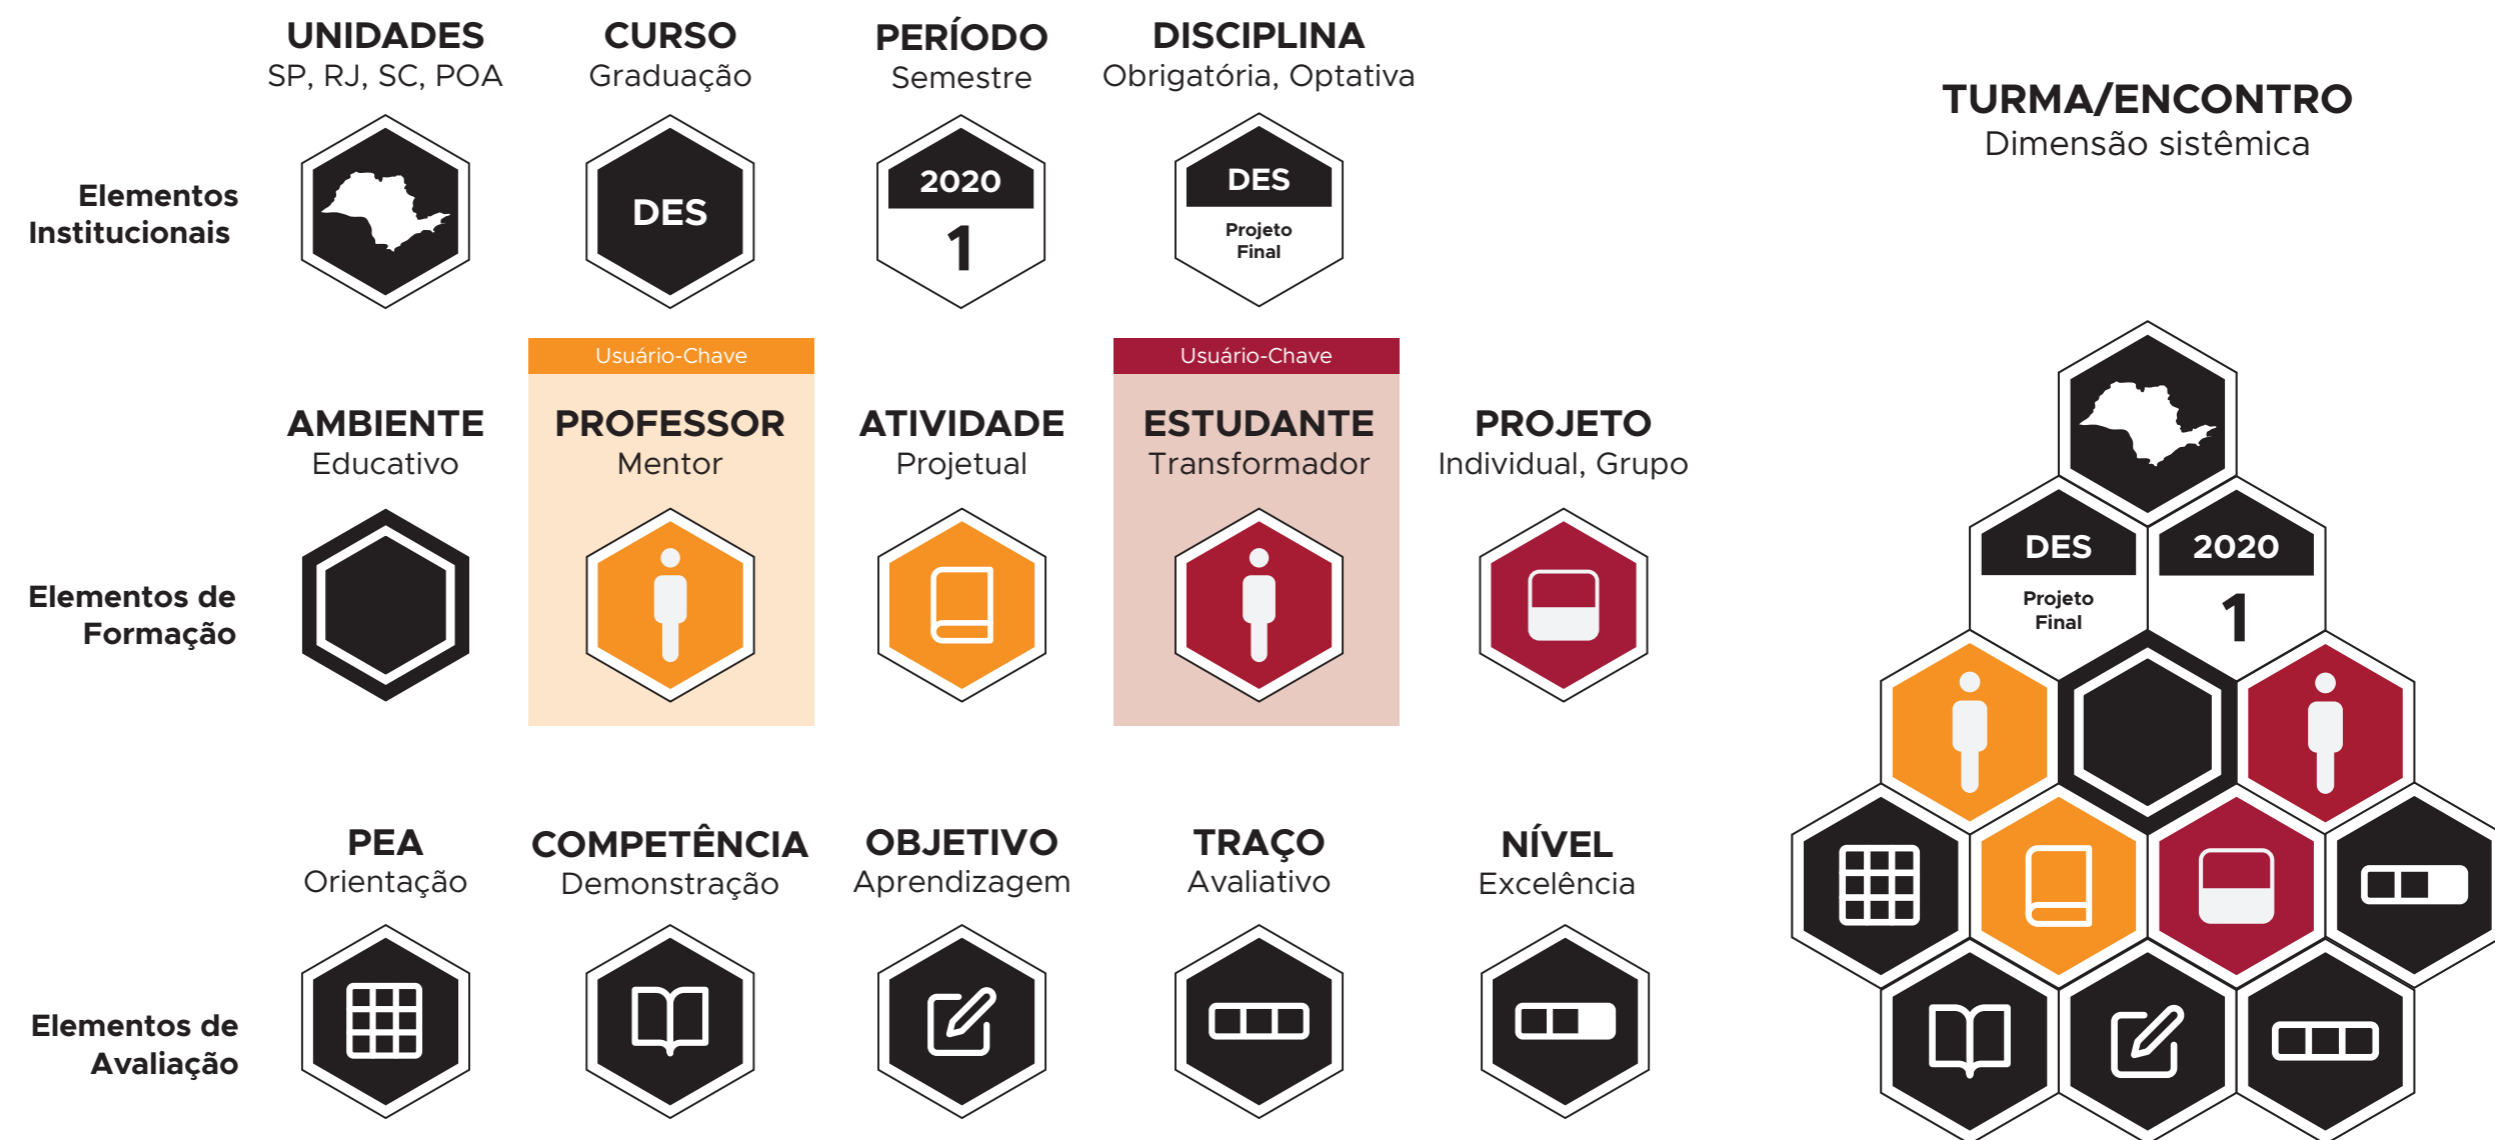 UNIDADES
SP, RJ, SC, POA
CURSO
Graduação
PERÍODO
Semestre
DISCIPLINA
Obrigatória, Optativa
Elementos
Institucionais
DES
2020
1
DES
Projeto
Final
Usuário-Chave
Usuário-Chave
AMBIENTE
Educativo
PROFESSOR
Mentor
ATIVIDADE
Projetual
ESTUDANTE
Transformador
PROJETO
Individual, Grupo
Elementos de
Formação
PEA
Orientação
COMPETÊNCIA
Demonstração
OBJETIVO
Aprendizagem
TRAÇO
Avaliativo
NÍVEL
Excelência
Elementos de
Avaliação
TURMA/ENCONTRO
Dimensão sistêmica
DES
Projeto
Final
2020
1